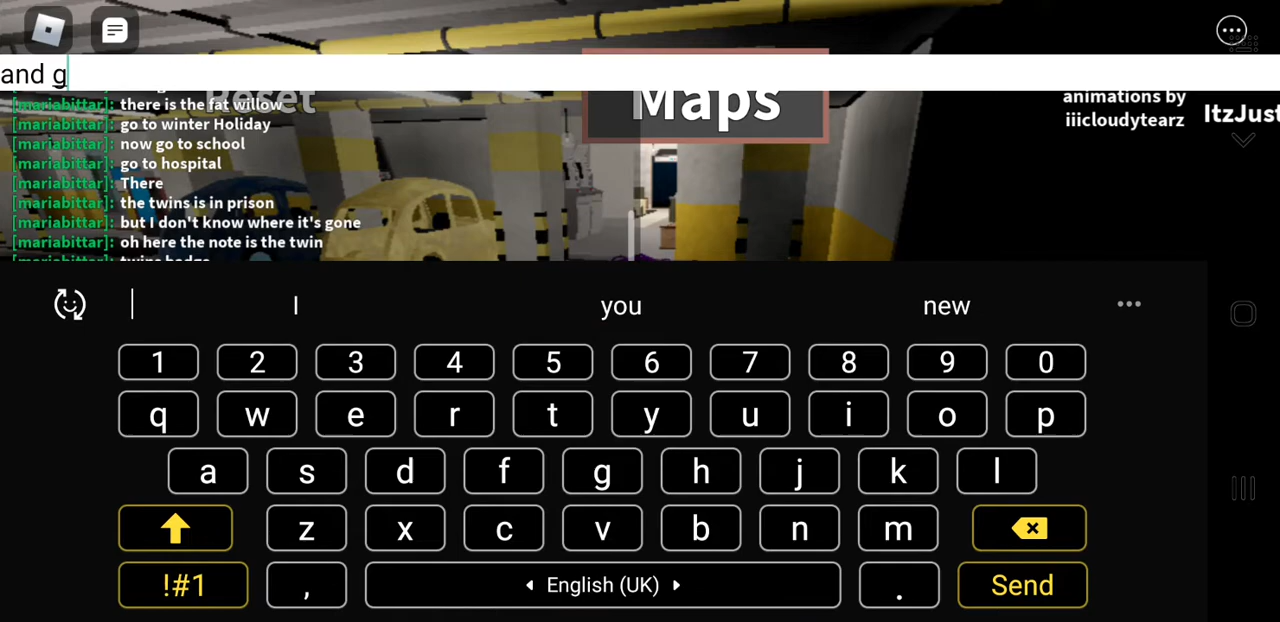 and g
Reset
Maps
animations by
iiicloudytearz
ItzJust
[mariabittar]: there is the fat willow
[mariabittar]: go to winter Holiday
[mariabittar]: now go to school
[mariabittar]: go to hospital
[mariabittar]: There
[mariabittar]: the twins is in prison
[mariabittar]: but I don't know where it's gone
[mariabittar]: oh here the note is the twin
I you new
1 2 3 4 5 6 7 8 9 0
q w e r t y u i o p
a s d f g h j k l
z x c v b n m
!#1 , English (UK) . Send